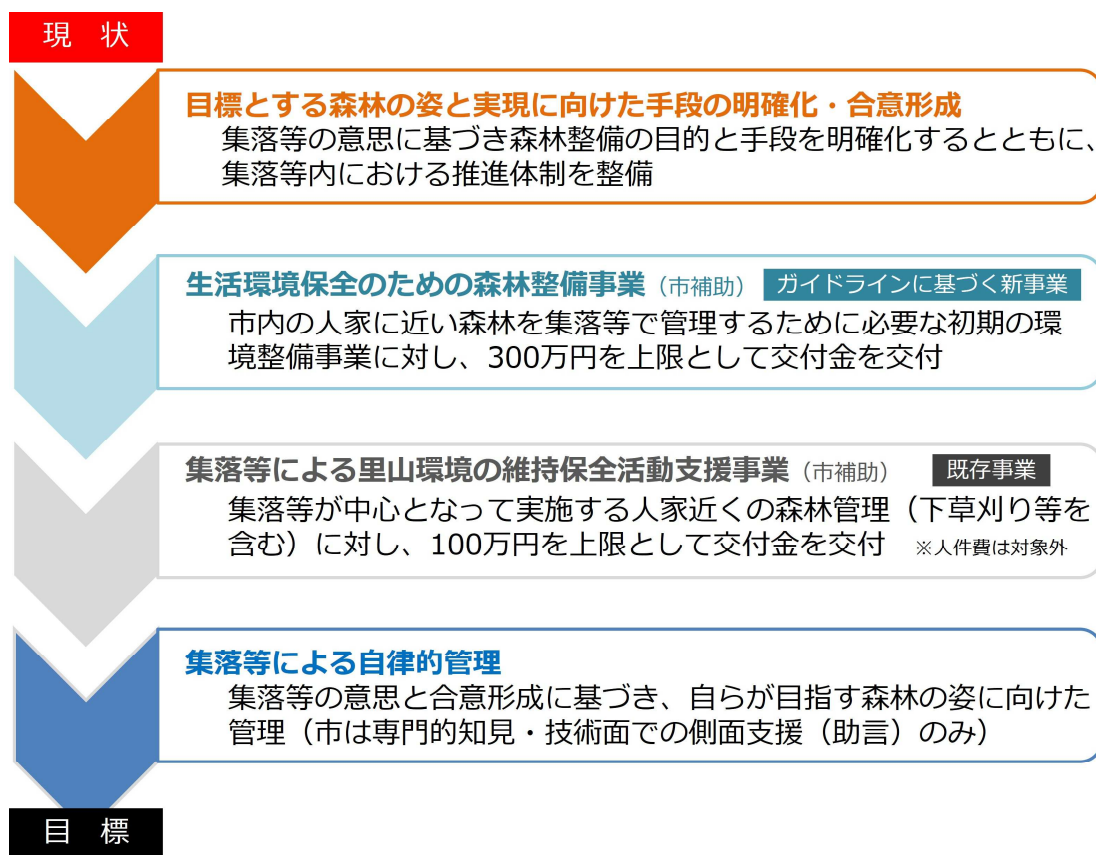 現 状
目標とする森林の姿と実現に向けた手段の明確化・合意形成
集落等の意思に基づき森林整備の目的と手段を明確化するとともに、
集落等内における推進体制を整備
生活環境保全のための森林整備事業(市補助) ガイドラインに基づく新事業
市内の人家に近い森林を集落等で管理するために必要な初期の環
境整備事業に対し、300万円を上限として交付金を交付
集落等による里山環境の維持保全活動支援事業(市補助) 既存事業
集落等が中心となって実施する人家近くの森林管理(下草刈り等を
含む)に対し、100万円を上限として交付金を交付 ※人件費は対象外
集落等による自律的管理
集落等の意思と合意形成に基づき、自らが目指す森林の姿に向けた
管理(市は専門的知見・技術面での側面支援(助言)のみ)
目 標